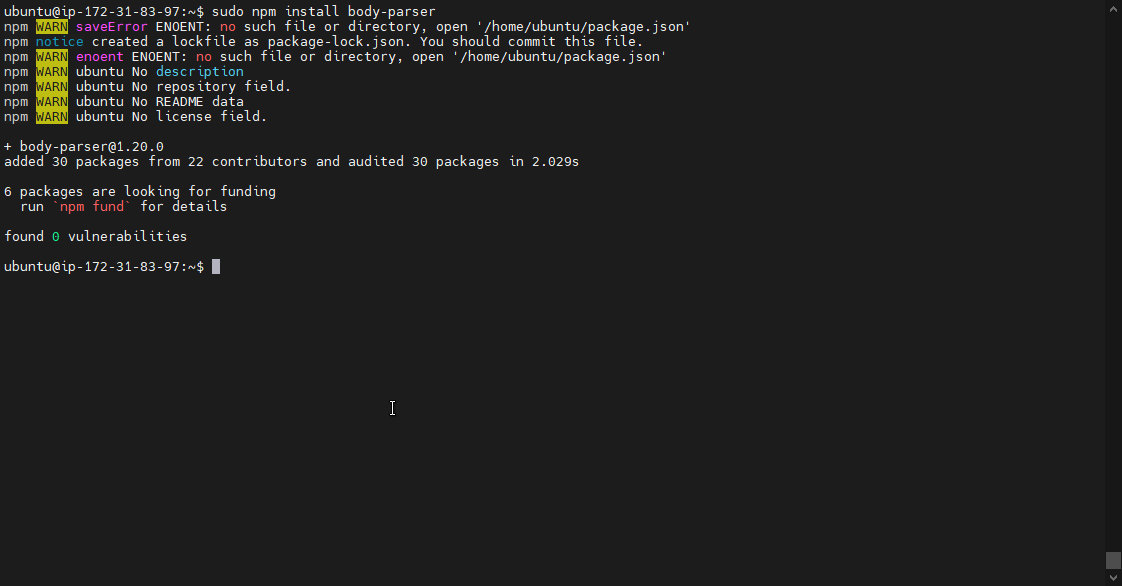 ubuntu@ip-172-31-83-97:~$ sudo npm install body-parser
npm WARN saveError ENOENT: no such file or directory, open '/home/ubuntu/package.json'
npm notice created a lockfile as package-lock.json. You should commit this file.
npm WARN enoent ENOENT: no such file or directory, open '/home/ubuntu/package.json'
npm WARN ubuntu No description
npm WARN ubuntu No repository field.
npm WARN ubuntu No README data
npm WARN ubuntu No license field.
+ body-parser@1.20.0
added 30 packages from 22 contributors and audited 30 packages in 2.029s
6 packages are looking for funding
  run `npm fund` for details
found 0 vulnerabilities
ubuntu@ip-172-31-83-97:~$